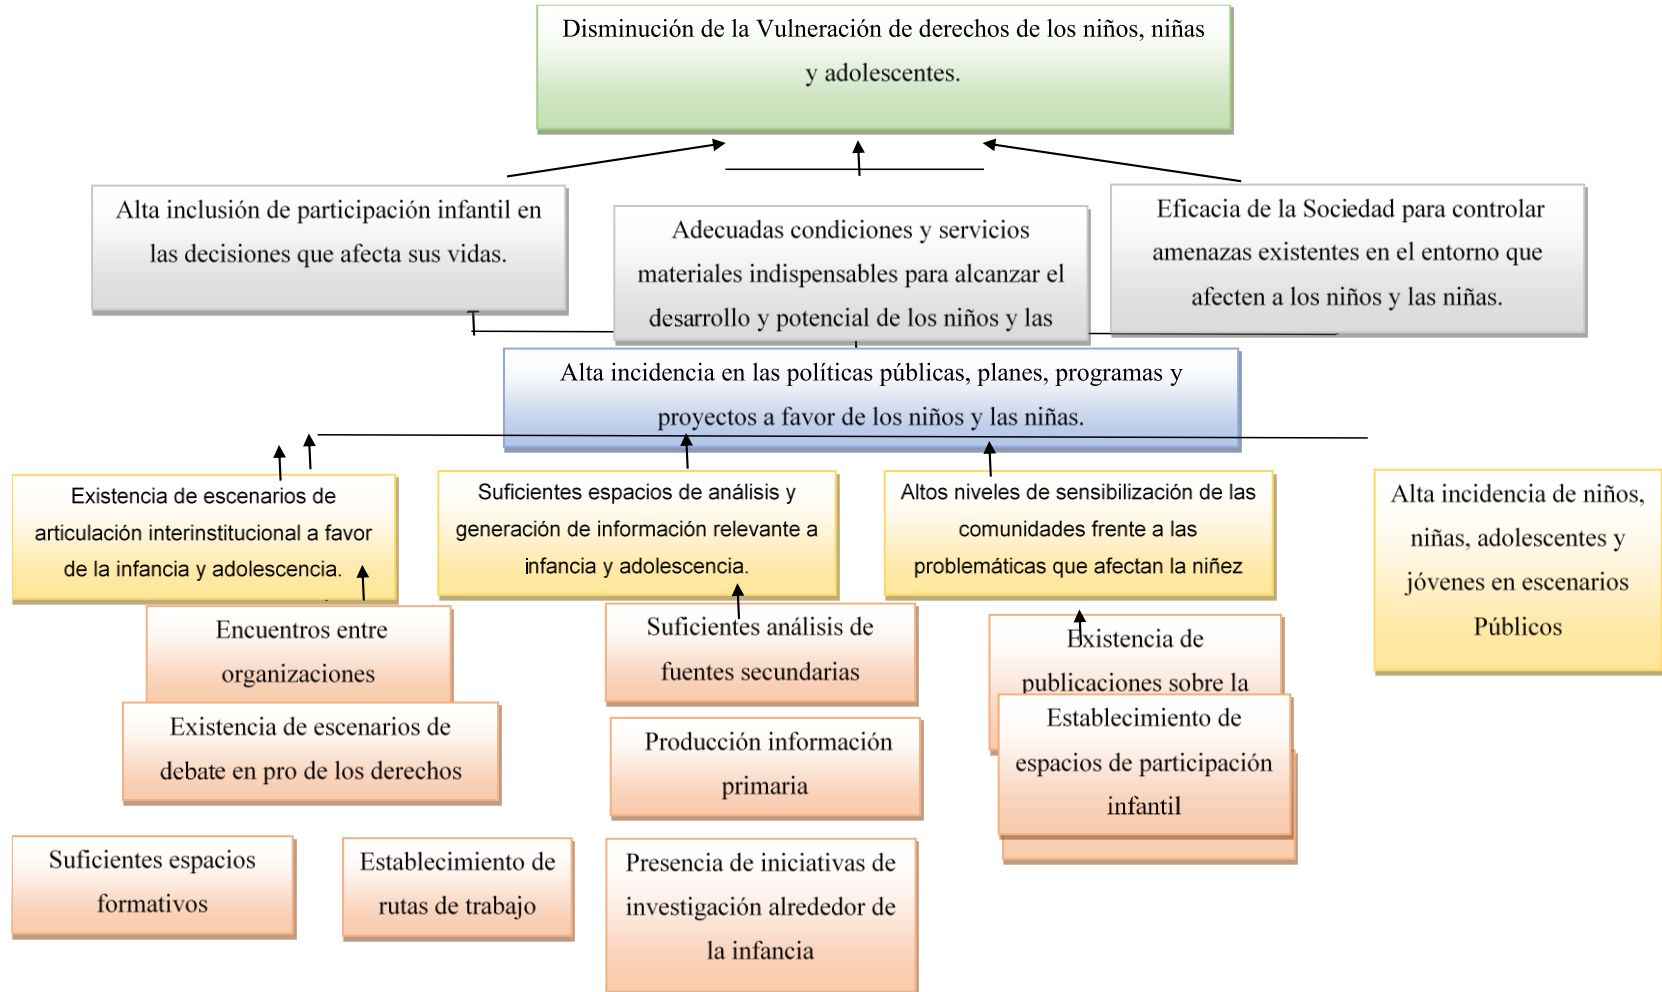 Disminución de la Vulneración de derechos de los niños, niñas
y adolescentes.
Alta inclusión de participación infantil en
las decisiones que afecta sus vidas.
Adecuadas condiciones y servicios
materiales indispensables para alcanzar el
desarrollo y potencial de los niños y las
Eficacia de la Sociedad para controlar
amenazas existentes en el entorno que
afecten a los niños y las niñas.
Alta incidencia en las políticas públicas, planes, programas y
proyectos a favor de los niños y las niñas.
Existencia de escenarios de
articulación interinstitucional a favor
de la infancia y adolescencia.
Suficientes espacios de análisis y
generación de información relevante a
infancia y adolescencia.
Altos niveles de sensibilización de las
comunidades frente a las
problemáticas que afectan la niñez
Alta incidencia de niños,
niñas, adolescentes y
jóvenes en escenarios
Públicos
Encuentros entre
organizaciones
Existencia de escenarios de
debate en pro de los derechos
Suficientes espacios
formativos
Establecimiento de
rutas de trabajo
Suficientes análisis de
fuentes secundarias
Producción información
primaria
Presencia de iniciativas de
investigación alrededor de
la infancia
Existencia de
publicaciones sobre la
Establecimiento de
espacios de participación
infantil